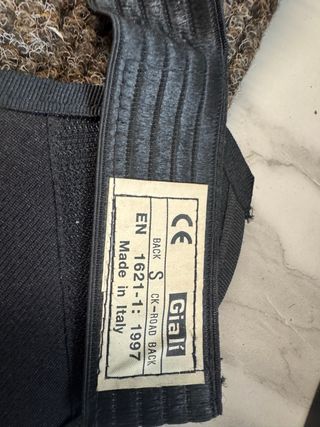 CE
Giali
BACK S CK-ROAD BACK
EN 1621-1: 1997
Made in Italy